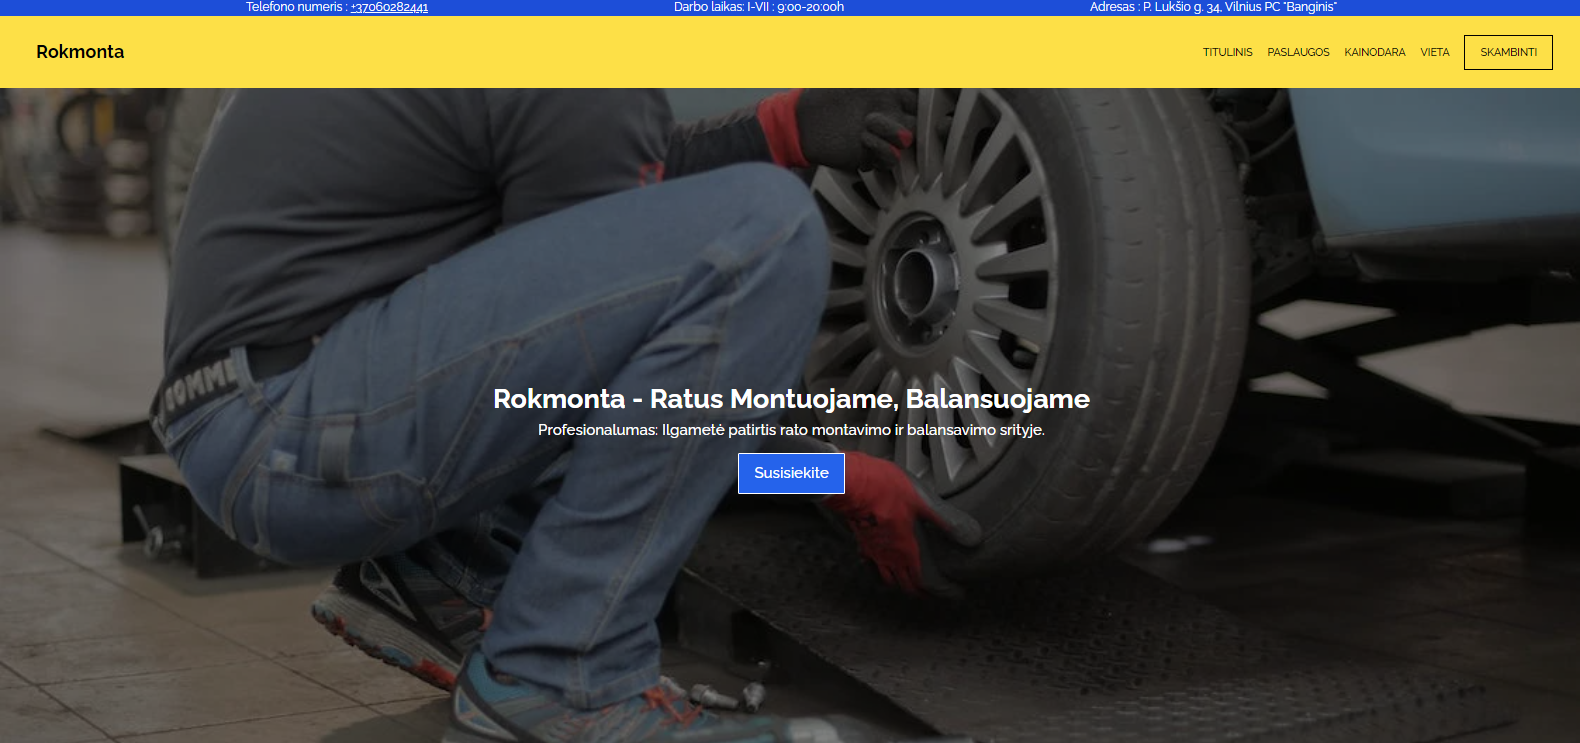 Telefono numeris : +37060282441 Darbo laikas: I-VII : 9:00-20:00h Adresas : P. Lukšio g. 34, Vilnius PC "Banginis"
Rokmonta TITULINIS PASLAUGOS KAINODARA VIETA SKAMBINTI
COMME
Rokmonta - Ratus Montuojame, Balansuojame
Profesionalumas: Ilgametė patirtis rato montavimo ir balansavimo srityje.
Susisiekite